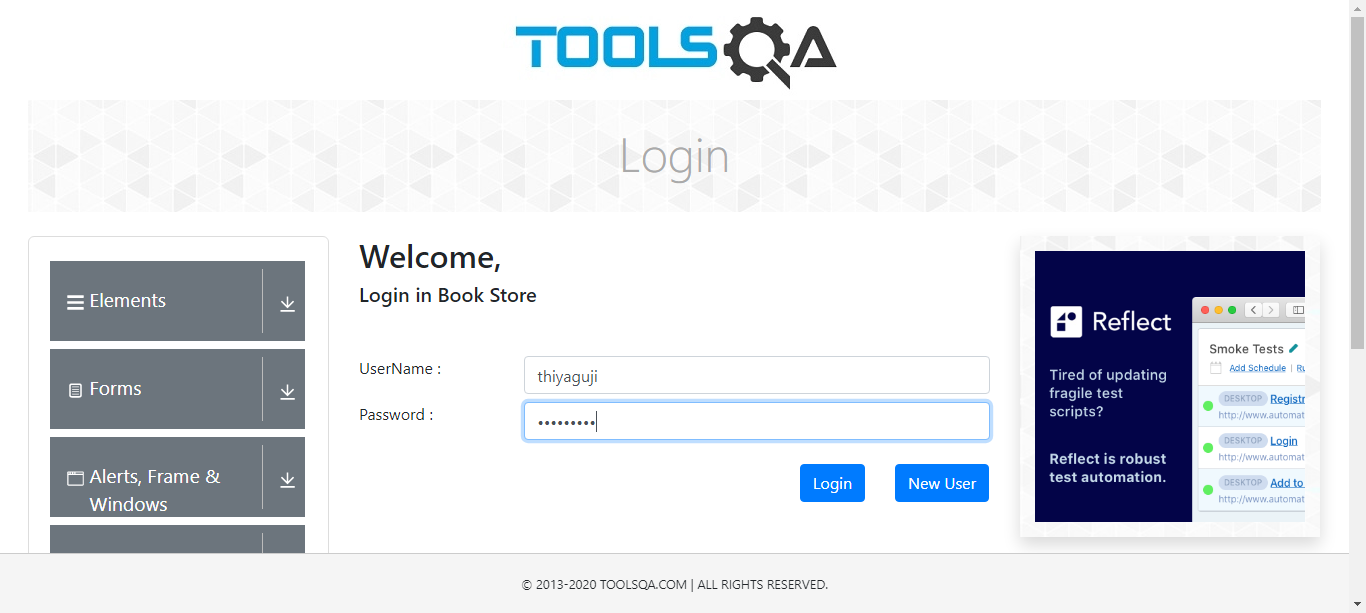 TOOLSQA
Login
Elements
Forms
Alerts, Frame &
Windows
Welcome,
Login in Book Store
UserName :
thiyaguji
Password :
•••••••••
Login
New User
Reflect
Tired of updating
fragile test
scripts?
Reflect is robust
test automation.
Smoke Tests
Add Schedule | Ru
DESKTOP Registr
http://www.automat
DESKTOP Login
http://www.automat
DESKTOP Add to
http://www.automat
© 2013-2020 TOOLSQA.COM | ALL RIGHTS RESERVED.